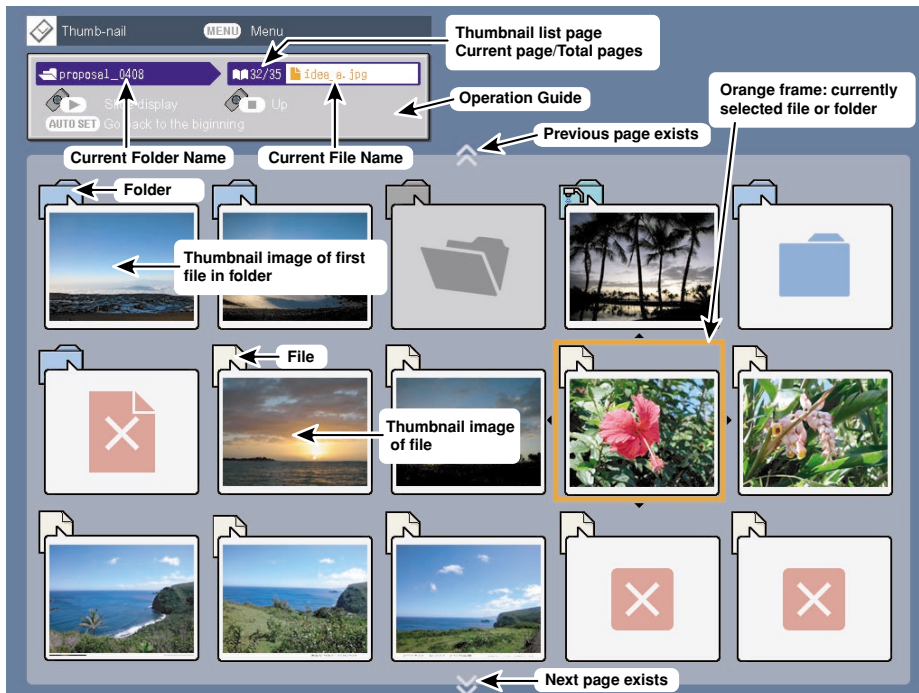 Thumb-nail MENU Menu
Thumbnail list page
Current page/Total pages
proposal_0408 32/35 idea_a.jpg
Slide display Up
AUTO SET Go back to the biginning
Operation Guide
Orange frame: currently
selected file or folder
Previous page exists
Current Folder Name Current File Name
Folder
Thumbnail image of first
file in folder
File
Thumbnail image
of file
Next page exists